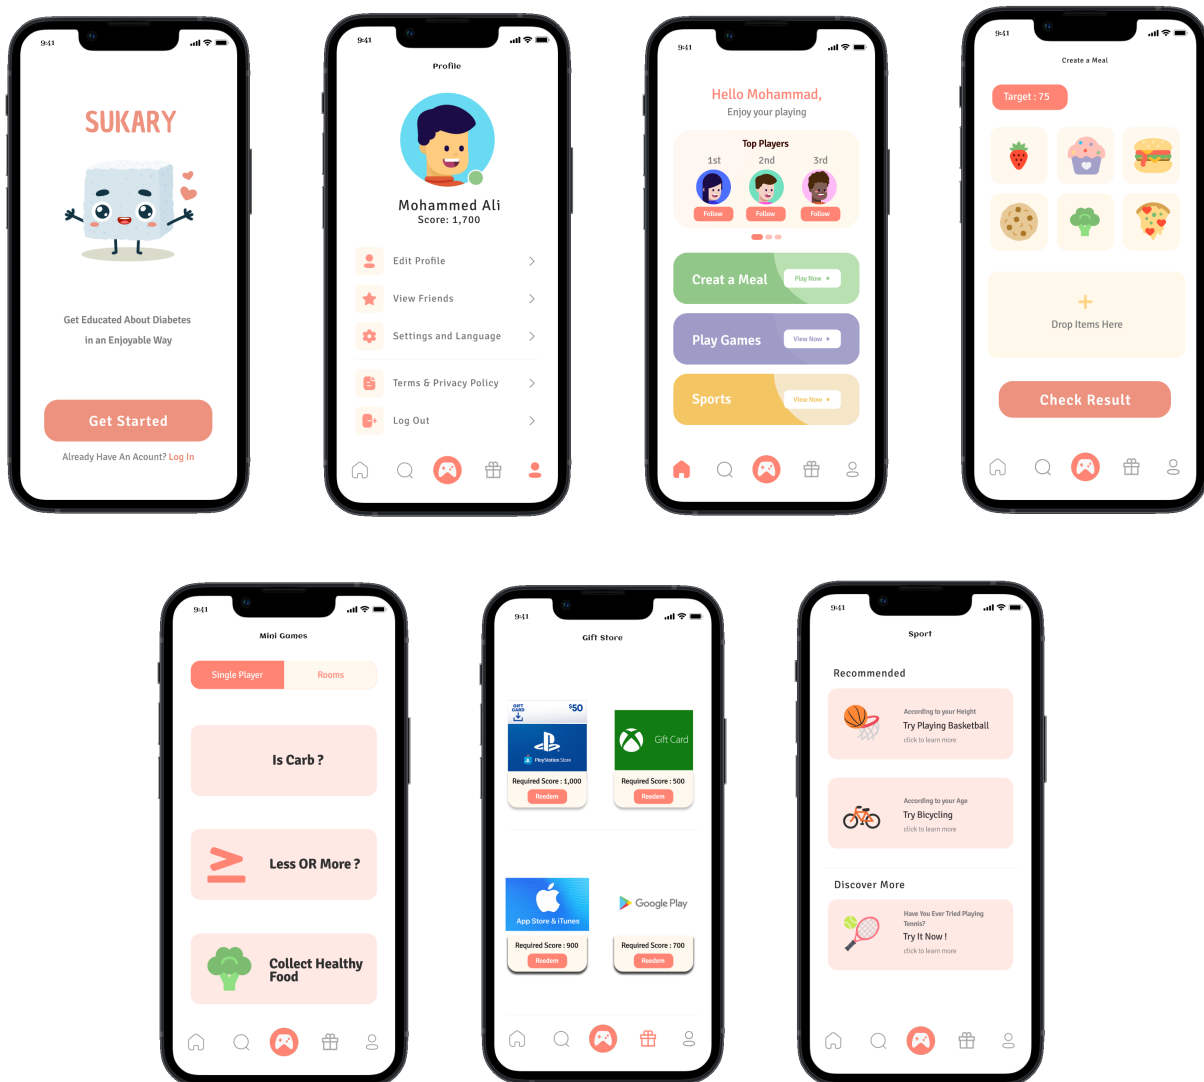 9:41
SUKARY
Get Educated About Diabetes
in an Enjoyable Way
Get Started
Already Have An Acount? Log In
9:41
Profile
Mohammed Ali
Score: 1,700
Edit Profile
View Friends
Settings and Language
Terms & Privacy Policy
Log Out
9:41
Hello Mohammad,
Enjoy your playing
Top Players
1st 2nd 3rd
Follow Follow Follow
Creat a Meal Play Now
Play Games View Now
Sports View Now
9:41
Create a Meal
Target : 75
Drop Items Here
Check Result
9:41
Mini Games
Single Player Rooms
Is Carb ?
Less OR More ?
Collect Healthy
Food
9:41
Gift Store
GIFT
CARD
$50
PlayStation Store
Gift Card
Required Score : 1,000 Required Score : 500
Reedem Reedem
App Store & iTunes Google Play
Required Score : 900 Required Score : 700
Reedem Reedem
9:41
Sport
Recommended
According to your Height
Try Playing Basketball
click to learn more
According to your Age
Try Bicycling
click to learn more
Discover More
Have You Ever Tried Playing
Tennis?
Try It Now !
click to learn more